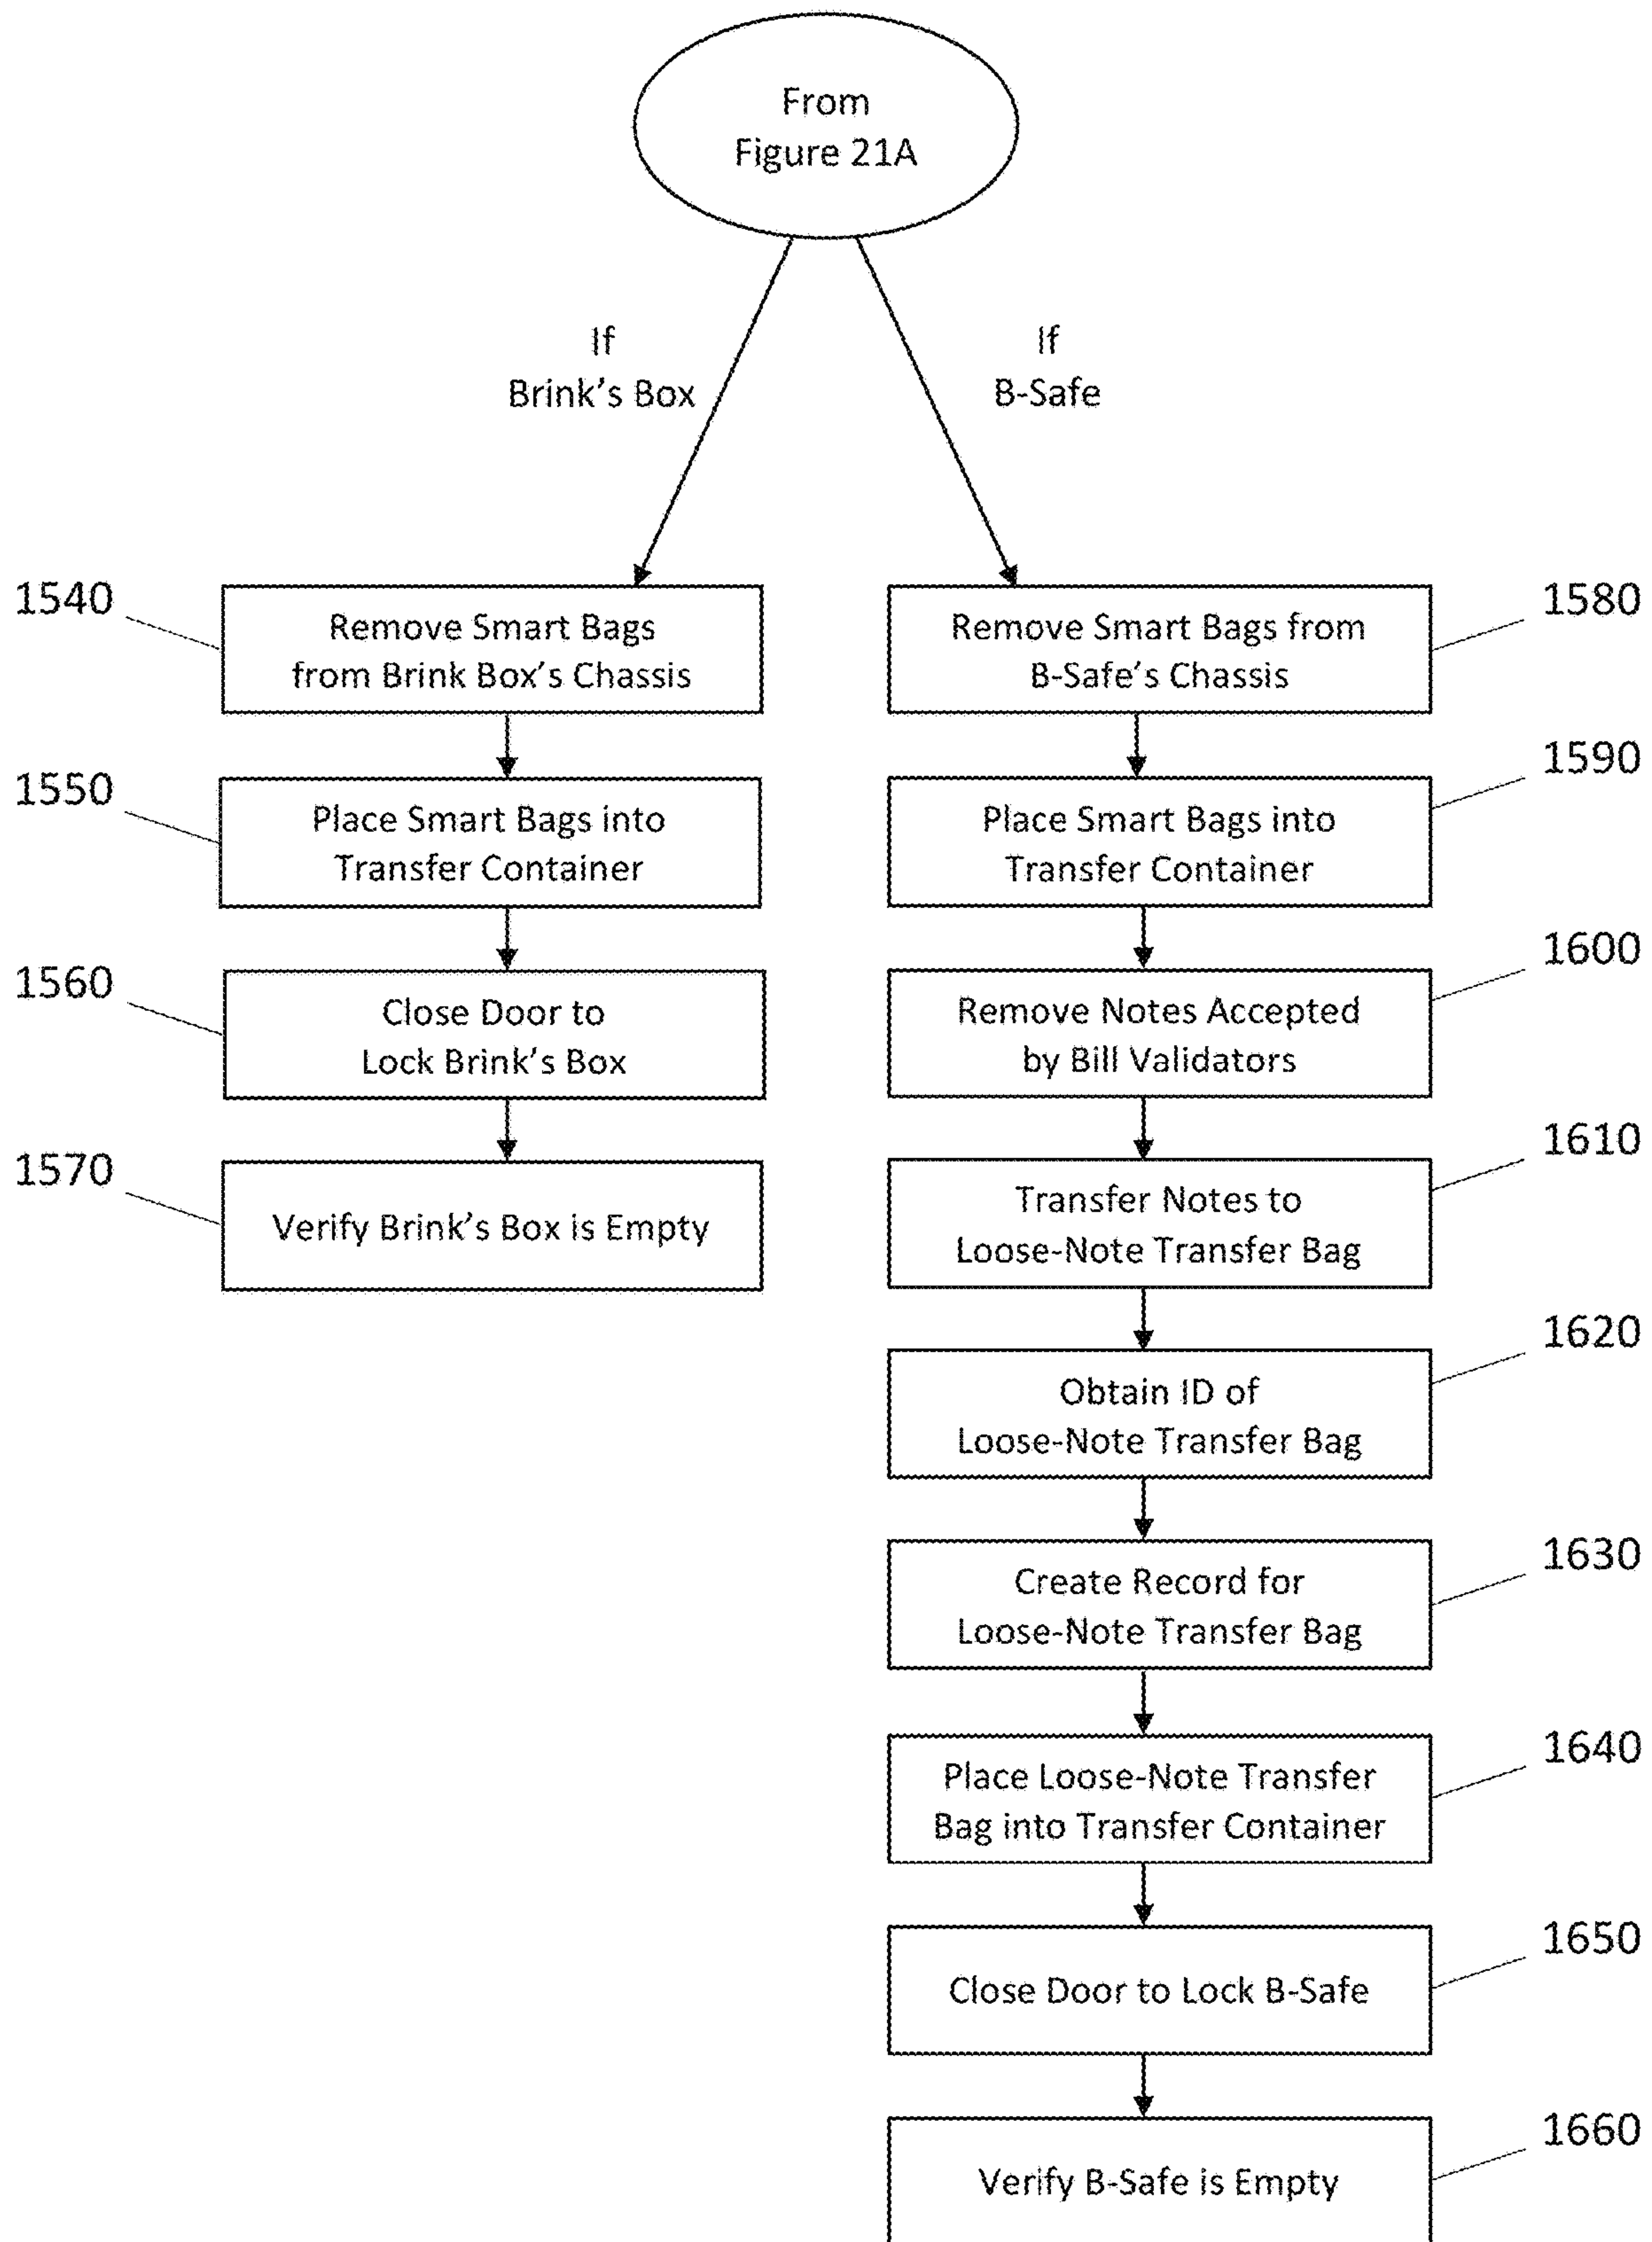 From
Figure 21A
If
Brink's Box
If
B-Safe
1540
Remove Smart Bags
from Brink Box's Chassis
1550
Place Smart Bags into
Transfer Container
1560
Close Door to
Lock Brink's Box
1570
Verify Brink's Box is Empty
1580
Remove Smart Bags from
B-Safe's Chassis
1590
Place Smart Bags into
Transfer Container
1600
Remove Notes Accepted
by Bill Validators
1610
Transfer Notes to
Loose-Note Transfer Bag
1620
Obtain ID of
Loose-Note Transfer Bag
1630
Create Record for
Loose-Note Transfer Bag
1640
Place Loose-Note Transfer
Bag into Transfer Container
1650
Close Door to Lock B-Safe
1660
Verify B-Safe is Empty